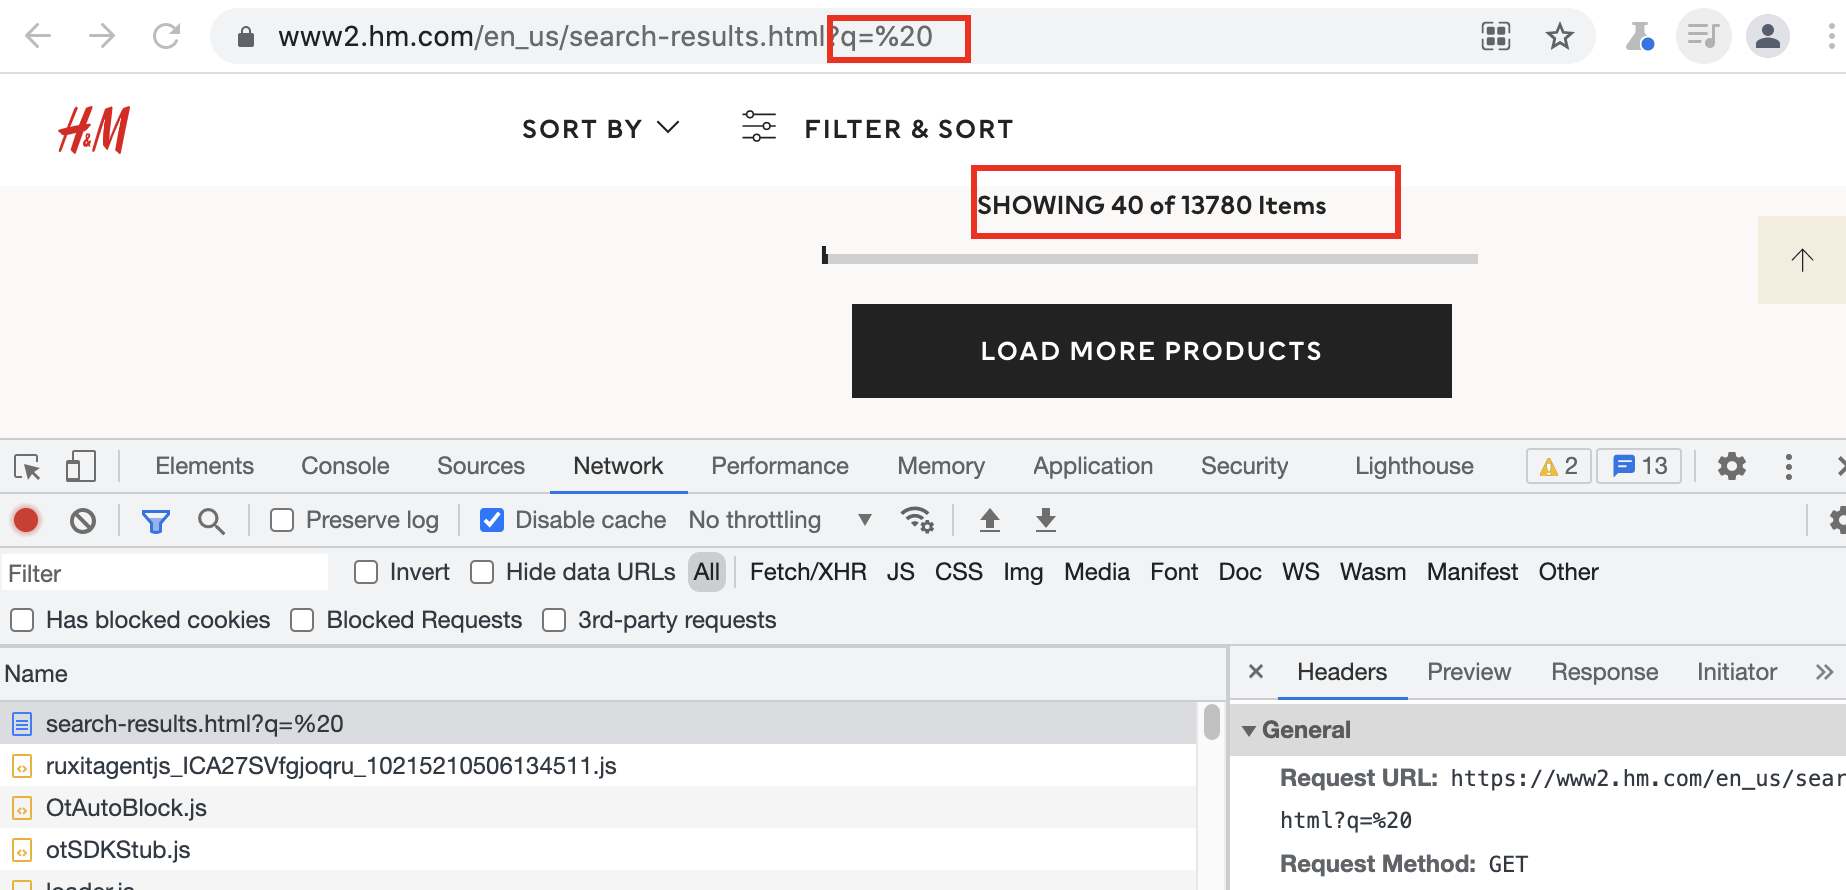 www2.hm.com/en_us/search-results.html?q=%20
H&M
SORT BY
FILTER & SORT
SHOWING 40 of 13780 Items
LOAD MORE PRODUCTS
Elements Console Sources Network Performance Memory Application Security Lighthouse 2 13
Preserve log Disable cache No throttling
Filter Invert Hide data URLs All Fetch/XHR JS CSS Img Media Font Doc WS Wasm Manifest Other
Has blocked cookies Blocked Requests 3rd-party requests
Name
search-results.html?q=%20
ruxitagentjs_ICA27SVfgjoqru_10215210506134511.js
OtAutoBlock.js
otSDKStub.js
loader.js
Headers Preview Response Initiator
General
Request URL: https://www2.hm.com/en_us/sear
html?q=%20
Request Method: GET